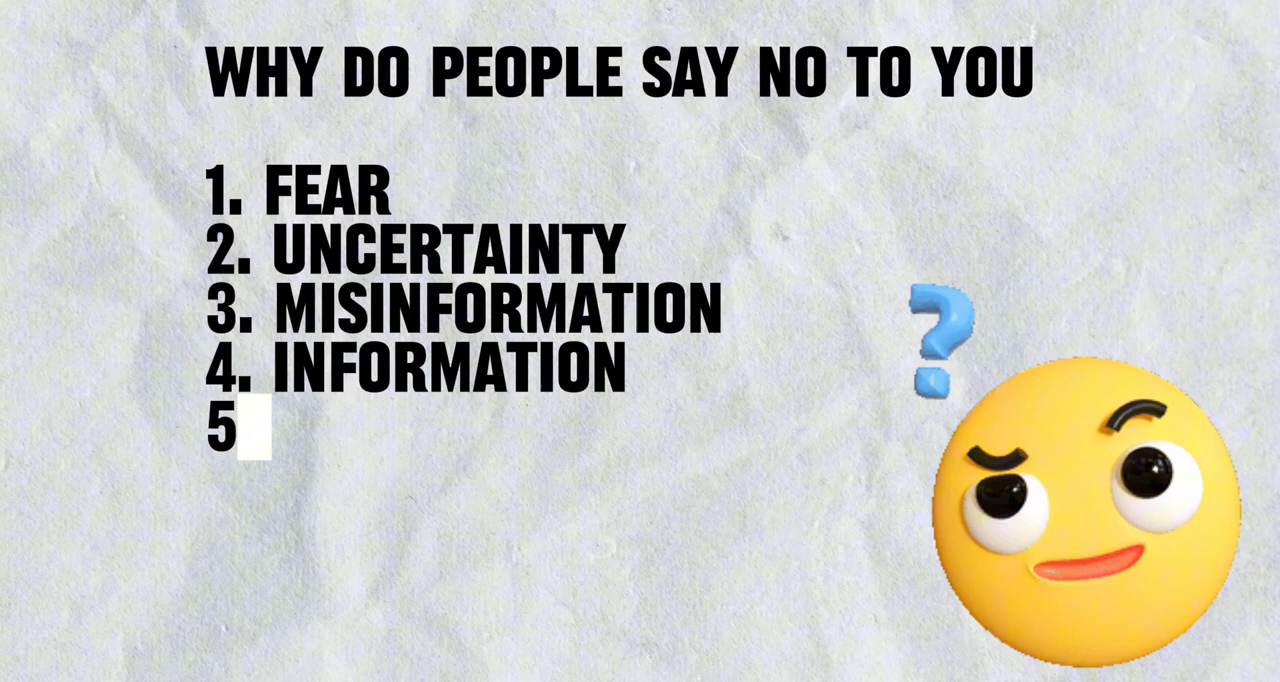 WHY DO PEOPLE SAY NO TO YOU
1. FEAR
2. UNCERTAINTY
3. MISINFORMATION
4. INFORMATION
5
?